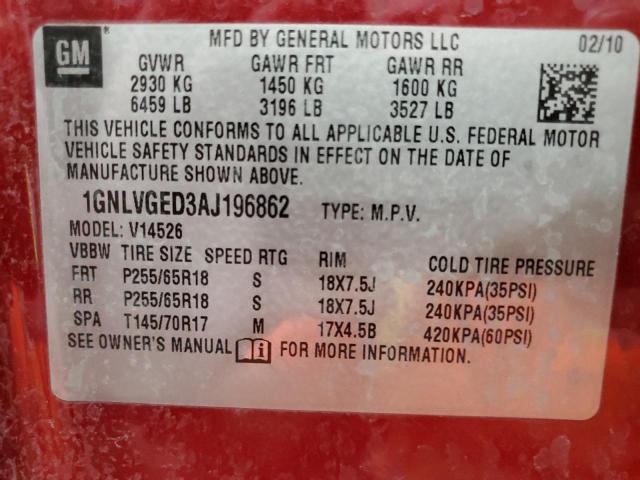 GM
MFD BY GENERAL MOTORS LLC 02/10
GVWR GAWR FRT GAWR RR
2930 KG 1450 KG 1600 KG
6459 LB 3196 LB 3527 LB
THIS VEHICLE CONFORMS TO ALL APPLICABLE U.S. FEDERAL MOTOR
VEHICLE SAFETY STANDARDS IN EFFECT ON THE DATE OF
MANUFACTURE SHOWN ABOVE.
1GNLVGED3AJ196862 TYPE: M.P.V.
MODEL: V14526
VBBW TIRE SIZE SPEED RTG RIM COLD TIRE PRESSURE
FRT P255/65R18 S 18X7.5J 240KPA(35PSI)
RR P255/65R18 S 18X7.5J 240KPA(35PSI)
SPA T145/70R17 M 17X4.5B 420KPA(60PSI)
SEE OWNER'S MANUAL i FOR MORE INFORMATION.